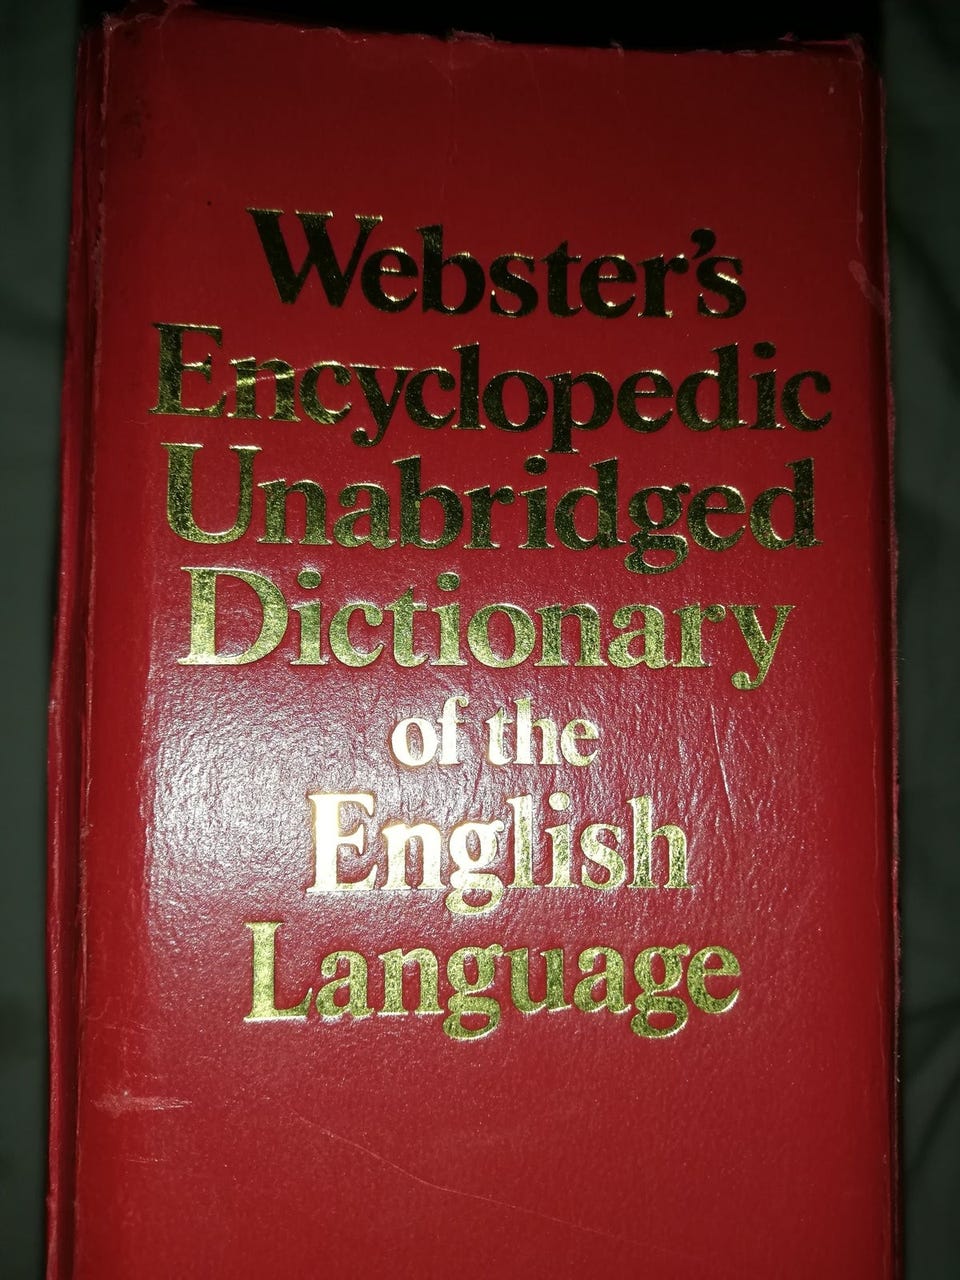 Webster's
Encyclopedic
Unabridged
Dictionary
of the
English
Language